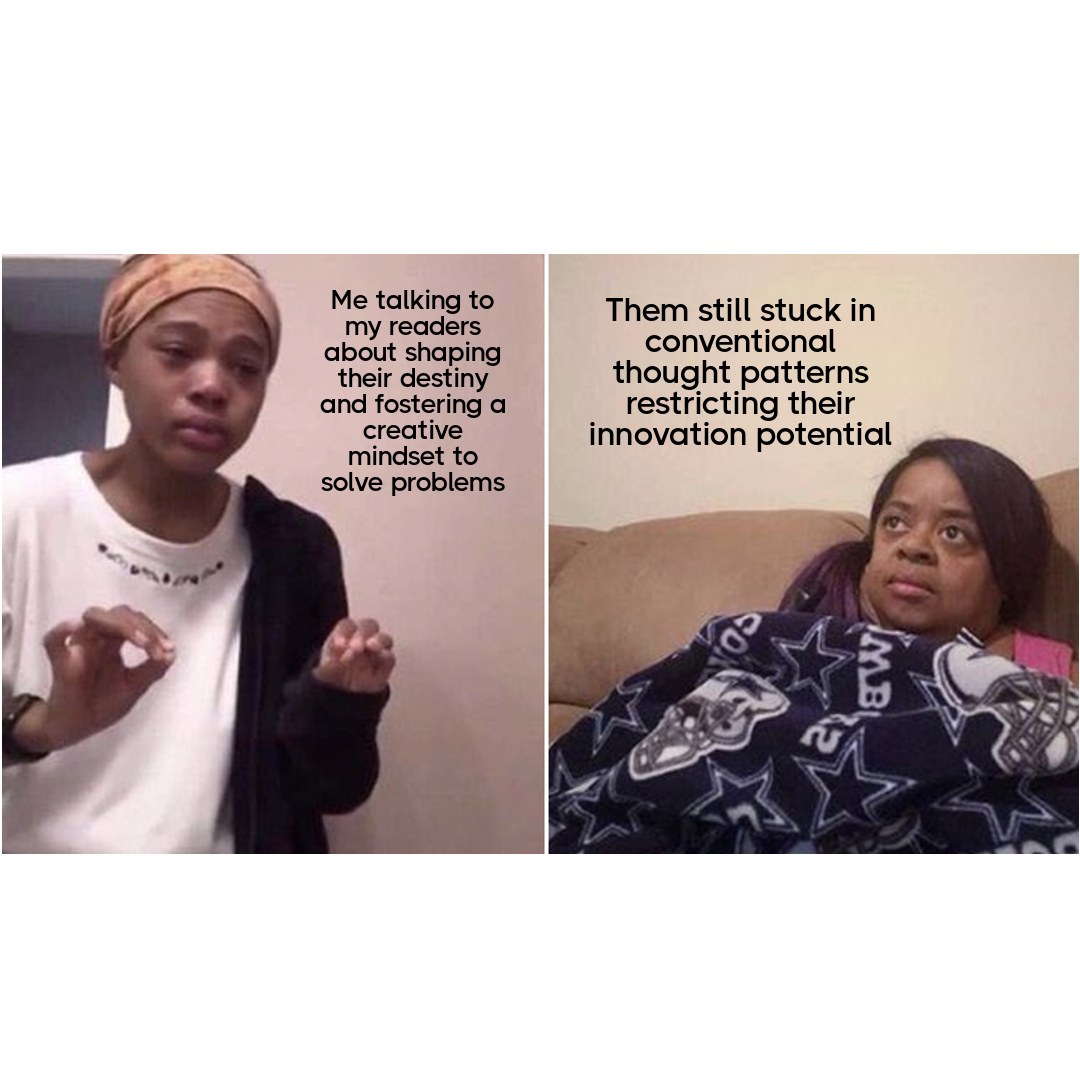 Me talking to
my readers
about shaping
their destiny
and fostering a
creative
mindset to
solve problems
Them still stuck in
conventional
thought patterns
restricting their
innovation potential